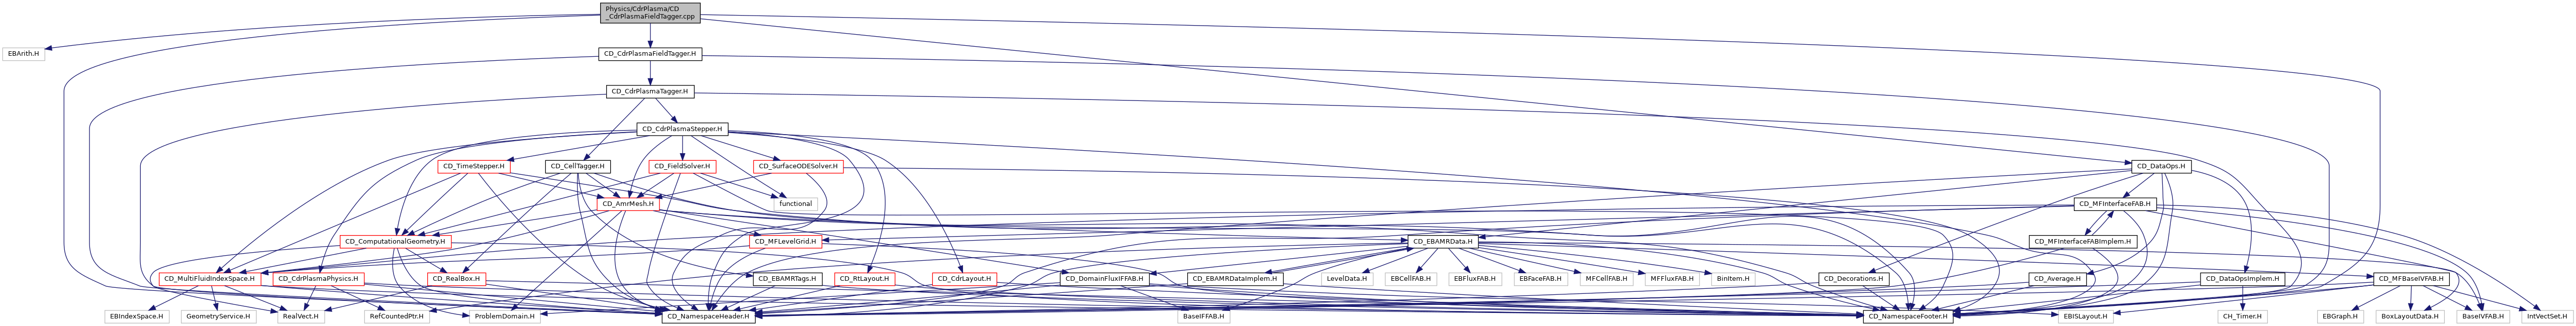 Physics/CdrPlasma/CD
_CdrPlasmaFieldTagger.cpp
EBArith.H
CD_CdrPlasmaFieldTagger.H
CD_CdrPlasmaTagger.H
CD_CdrPlasmaStepper.H
CD_TimeStepper.H
CD_CellTagger.H
CD_FieldSolver.H
CD_SurfaceODESolver.H
CD_DataOps.H
CD_AmrMesh.H
functional
CD_MFInterfaceFAB.H
CD_ComputationalGeometry.H
CD_MFLevelGrid.H
CD_EBAMRData.H
CD_MFInterfaceFABImplem.H
CD_MultiFluidIndexSpace.H
CD_CdrPlasmaPhysics.H
CD_RealBox.H
CD_EBAMRTags.H
CD_RtLayout.H
CD_CdrLayout.H
CD_DomainFluxIFFAB.H
CD_EBAMRDataImplem.H
LevelData.H
EBCellFAB.H
EBFluxFAB.H
EBFaceFAB.H
MFCellFAB.H
MFFluxFAB.H
BinItem.H
CD_Decorations.H
CD_Average.H
CD_DataOpsImplem.H
CD_MFBaseIVFAB.H
EBIndexSpace.H
GeometryService.H
RealVect.H
RefCountedPtr.H
ProblemDomain.H
CD_NamespaceHeader.H
BaseIFFAB.H
CD_NamespaceFooter.H
EBISLayout.H
CH_Timer.H
EBGraph.H
BoxLayoutData.H
BaseIVFAB.H
IntVectSet.H